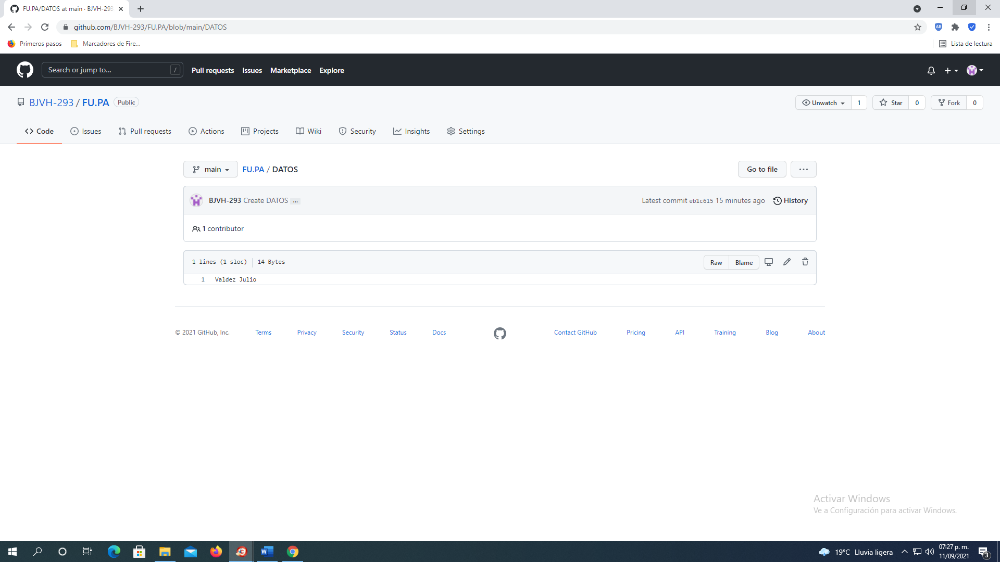 FU.PA/DATOS at main · BJVH-293
github.com/BJVH-293/FU.PA/blob/main/DATOS
Primeros pasos
Marcadores de Fire...
Lista de lectura
Search or jump to...
/
Pull requests
Issues
Marketplace
Explore
BJVH-293 / FU.PA
Public
Unwatch 1
Star 0
Fork 0
Code
Issues
Pull requests
Actions
Projects
Wiki
Security
Insights
Settings
main
FU.PA / DATOS
Go to file
...
BJVH-293 Create DATOS ...
Latest commit eb1c615 15 minutes ago
History
1 contributor
1 lines (1 sloc)
14 Bytes
Raw
Blame
1 Valdez Julio
© 2021 GitHub, Inc.
Terms
Privacy
Security
Status
Docs
Contact GitHub
Pricing
API
Training
Blog
About
Activar Windows
Ve a Configuración para activar Windows.
19°C Lluvia ligera
07:27 p. m.
11/09/2021
3